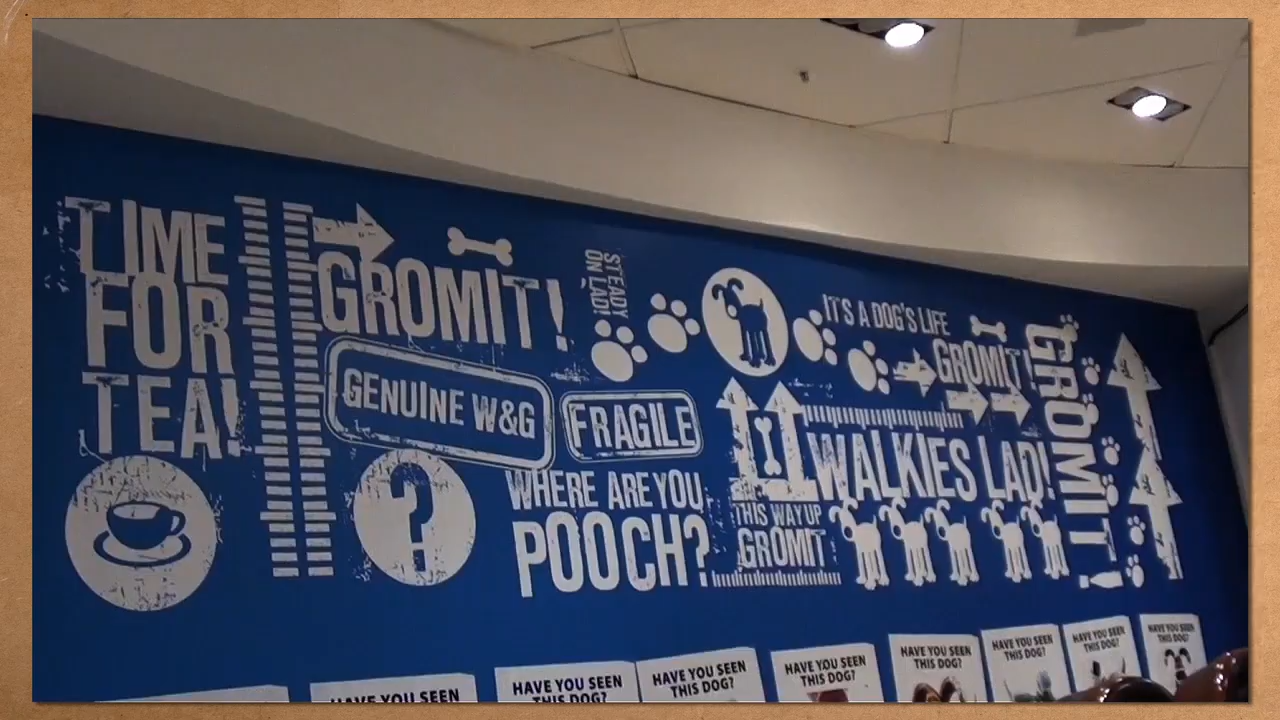 TIME
FOR
TEA!
GROMIT!
GENUINE W&G
FRAGILE
?
STEADY
ON, LAD!
WHERE ARE YOU
POOCH?
IT'S A DOG'S LIFE
GROMIT!
WALKIES LAD!
THIS WAY UP
GROMIT
GROMIT!
HAVE YOU SEEN
HAVE YOU SEEN
THIS DOG?
HAVE YOU SEEN
THIS DOG?
HAVE YOU SEEN
THIS DOG?
HAVE YOU SEEN
THIS DOG?
HAVE YOU SEEN
THIS DOG?
HAVE YOU SEEN
THIS DOG?
HAVE YOU SEEN
THIS DOG?